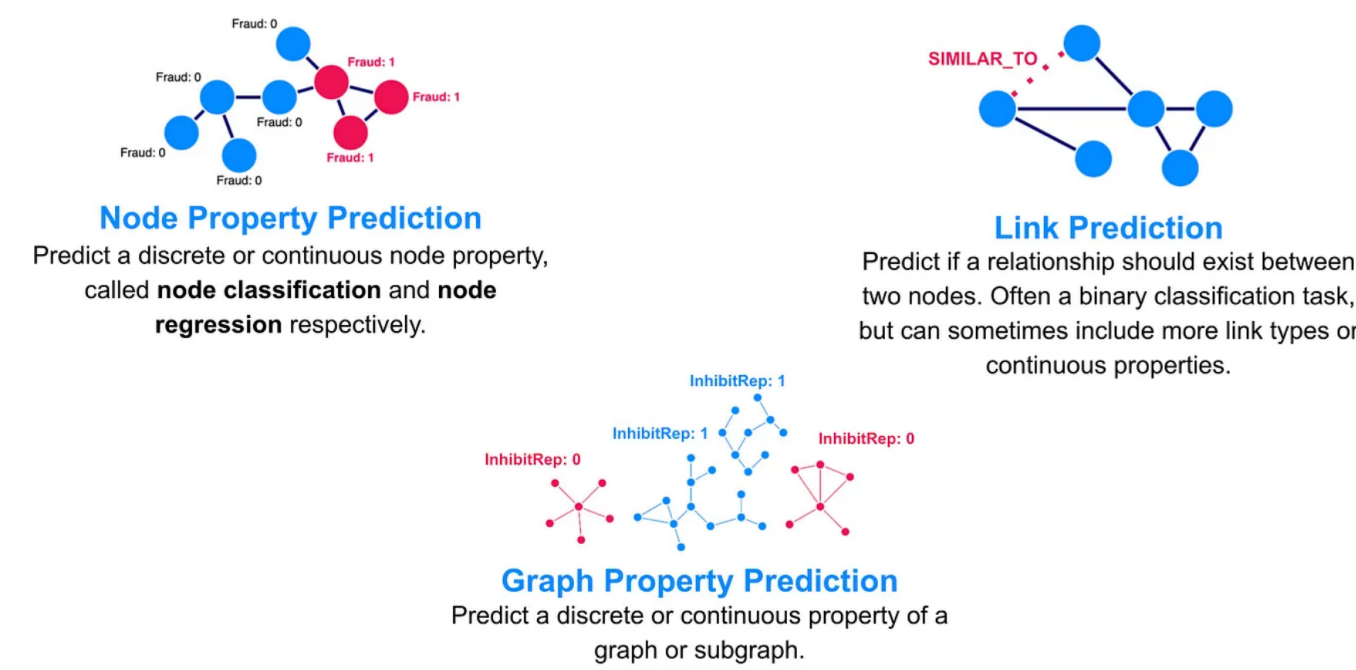 Fraud: 0
Fraud: 1
Fraud: 0
Fraud: 1
Fraud: 0
Fraud: 0
Fraud: 1
Fraud: 0
Node Property Prediction
Predict a discrete or continuous node property,
called node classification and node
regression respectively.
SIMILAR_TO
Link Prediction
Predict if a relationship should exist between
two nodes. Often a binary classification task,
but can sometimes include more link types or
continuous properties.
InhibitRep: 1
InhibitRep: 1
InhibitRep: 0
InhibitRep: 0
Graph Property Prediction
Predict a discrete or continuous property of a
graph or subgraph.